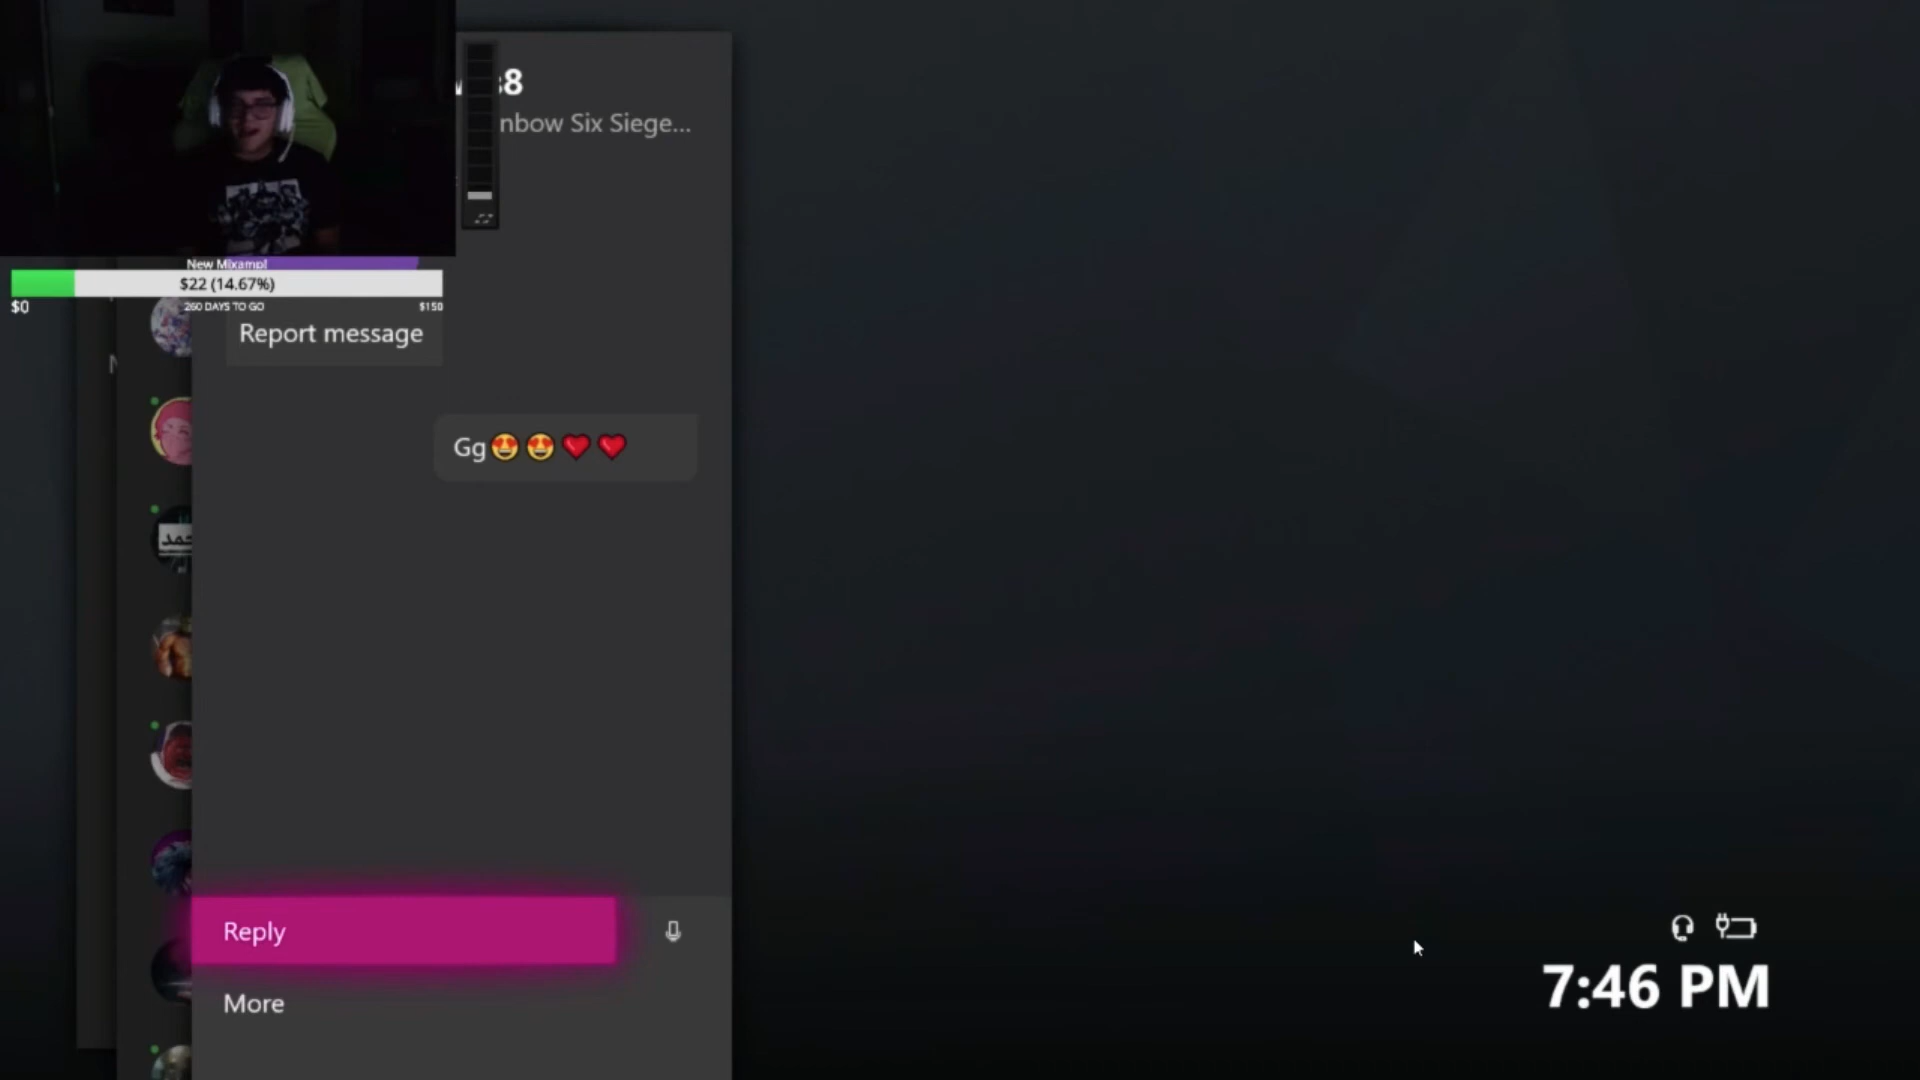 8
nbow Six Siege...
New Mixamp!
$22 (14.67%)
$0
260 DAYS TO GO
$150
Report message
Gg😍😍❤️❤️
حمد
Reply
More
7:46 PM